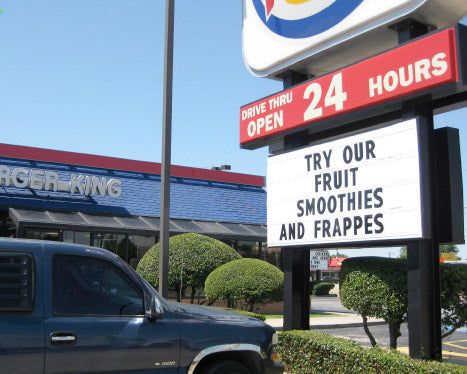 DRIVE THRU
OPEN 24 HOURS
TRY OUR
FRUIT
SMOOTHIES
AND FRAPPES
RGER KING